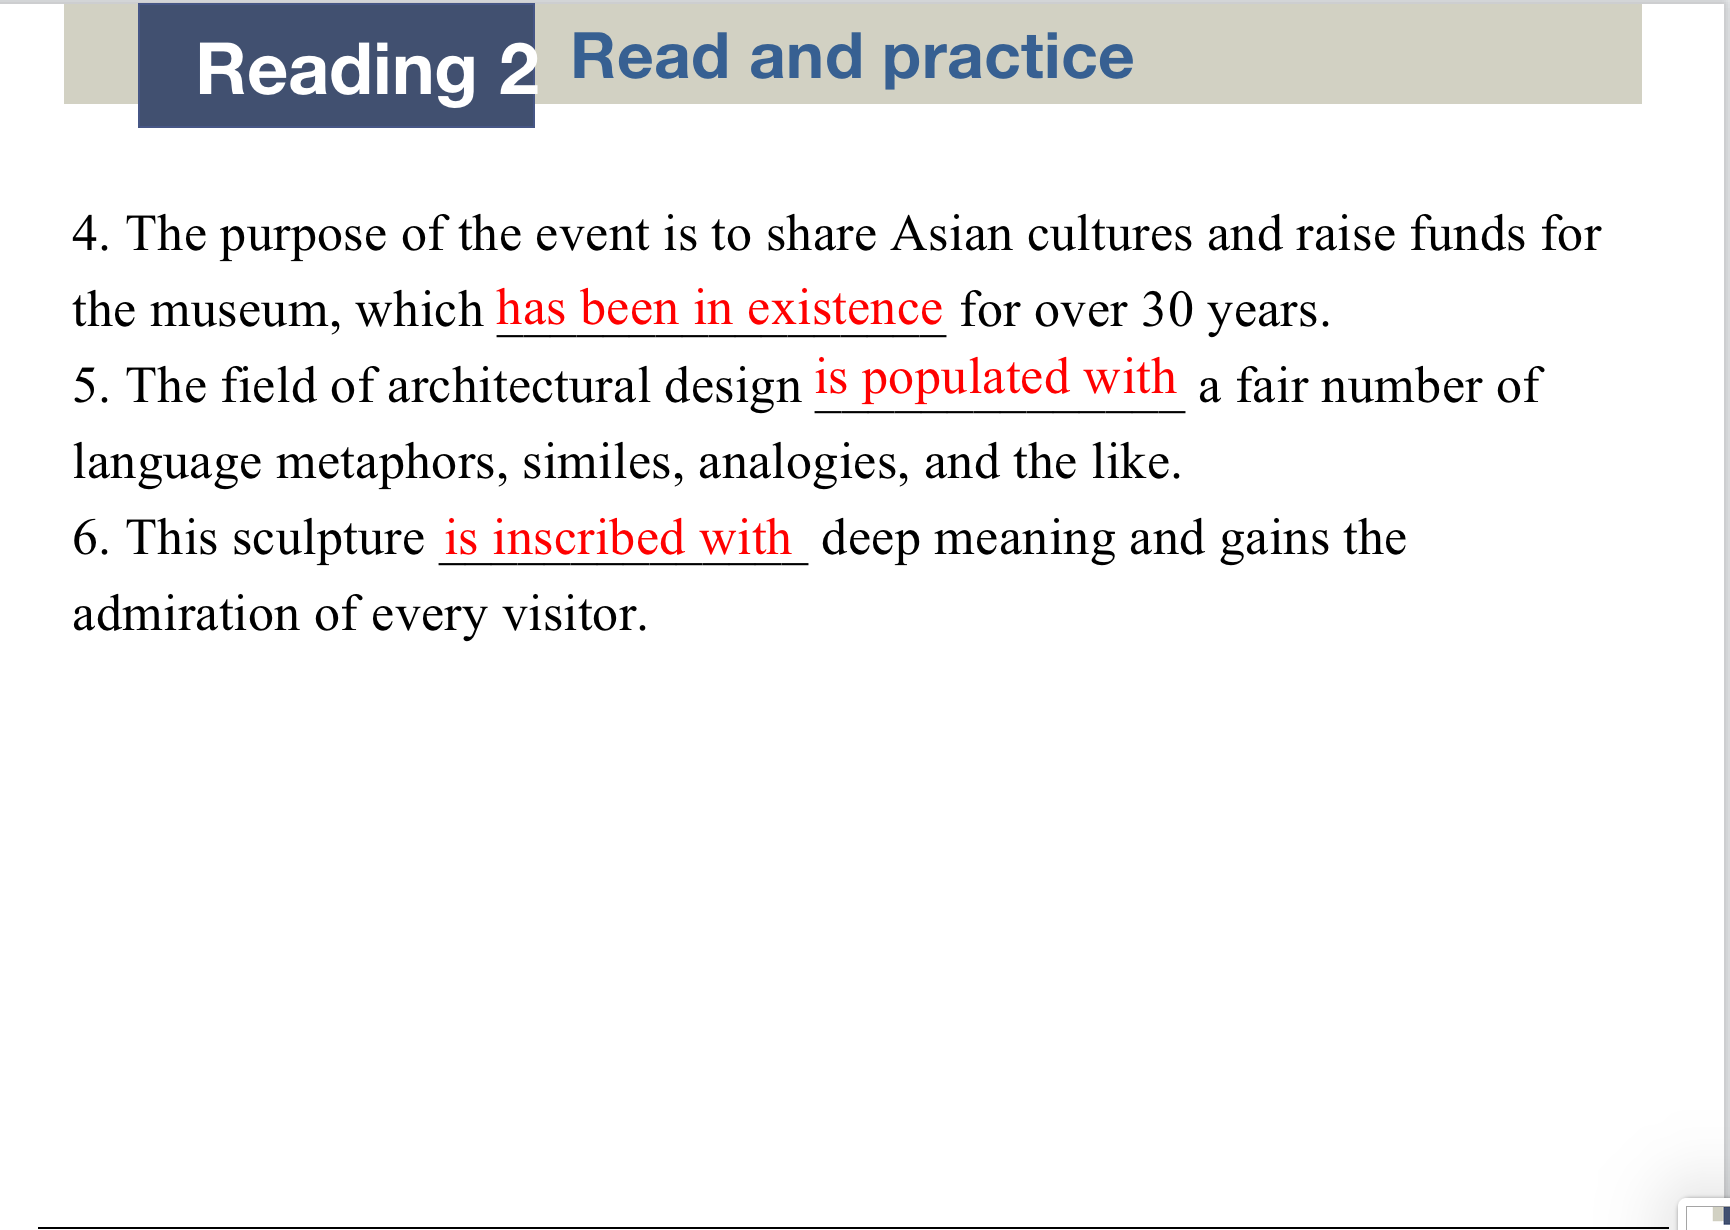 Reading 2 Read and practice
4. The purpose of the event is to share Asian cultures and raise funds for
the museum, which has been in existence for over 30 years.
5. The field of architectural design is populated with a fair number of
language metaphors, similes, analogies, and the like.
6. This sculpture is inscribed with deep meaning and gains the
admiration of every visitor.